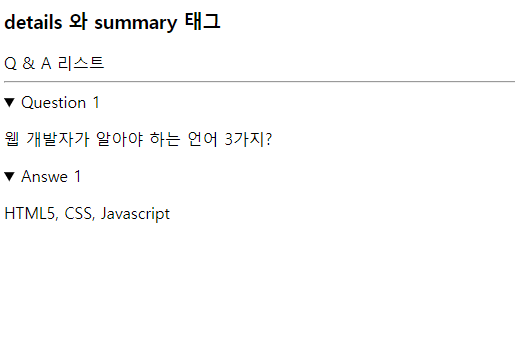 details 와 summary 태그
Q & A 리스트
▼ Question 1
웹 개발자가 알아야 하는 언어 3가지?
▼ Answe 1
HTML5, CSS, Javascript